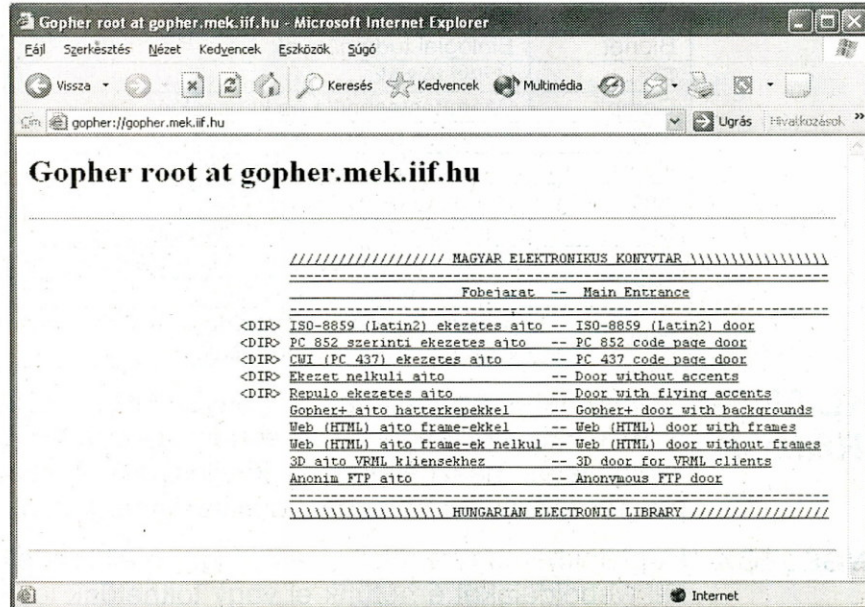 Gopher root at gopher.mek.iif.hu - Microsoft Internet Explorer
Fájl Szerkesztés Nézet Kedvencek Eszközök Súgó
Vissza Keresés Kedvencek Multimédia
Cím gopher://gopher.mek.iif.hu Ugrás Hivatkozások »
Gopher root at gopher.mek.iif.hu
/////////////////// MAGYAR ELEKTRONIKUS KONYVTAR \\\\\\\\\\\\\\\\\
Fobejarat -- Main Entrance
<DIR> ISO-8859 (Latin2) ekezetes ajto -- ISO-8859 (Latin2) door
<DIR> PC 852 szerinti ekezetes ajto -- PC 852 code page door
<DIR> CWI (PC 437) ekezetes ajto -- PC 437 code page door
<DIR> Ekezet nelkuli ajto -- Door without accents
<DIR> Repulo ekezetes ajto -- Door with flying accents
Gopher+ ajto hatterkepekkel -- Gopher+ door with backgrounds
Web (HTML) ajto frame-ekkel -- Web (HTML) door with frames
Web (HTML) ajto frame-ek nelkul - Web (HTML) door without frames
3D ajto VRML kliensekhez -- 3D door for VRML clients
Anonim FTP ajto -- Anonymous FTP door
\\\\\\\\\\\\\\\\\\\ HUNGARIAN ELECTRONIC LIBRARY /////////////////
Internet